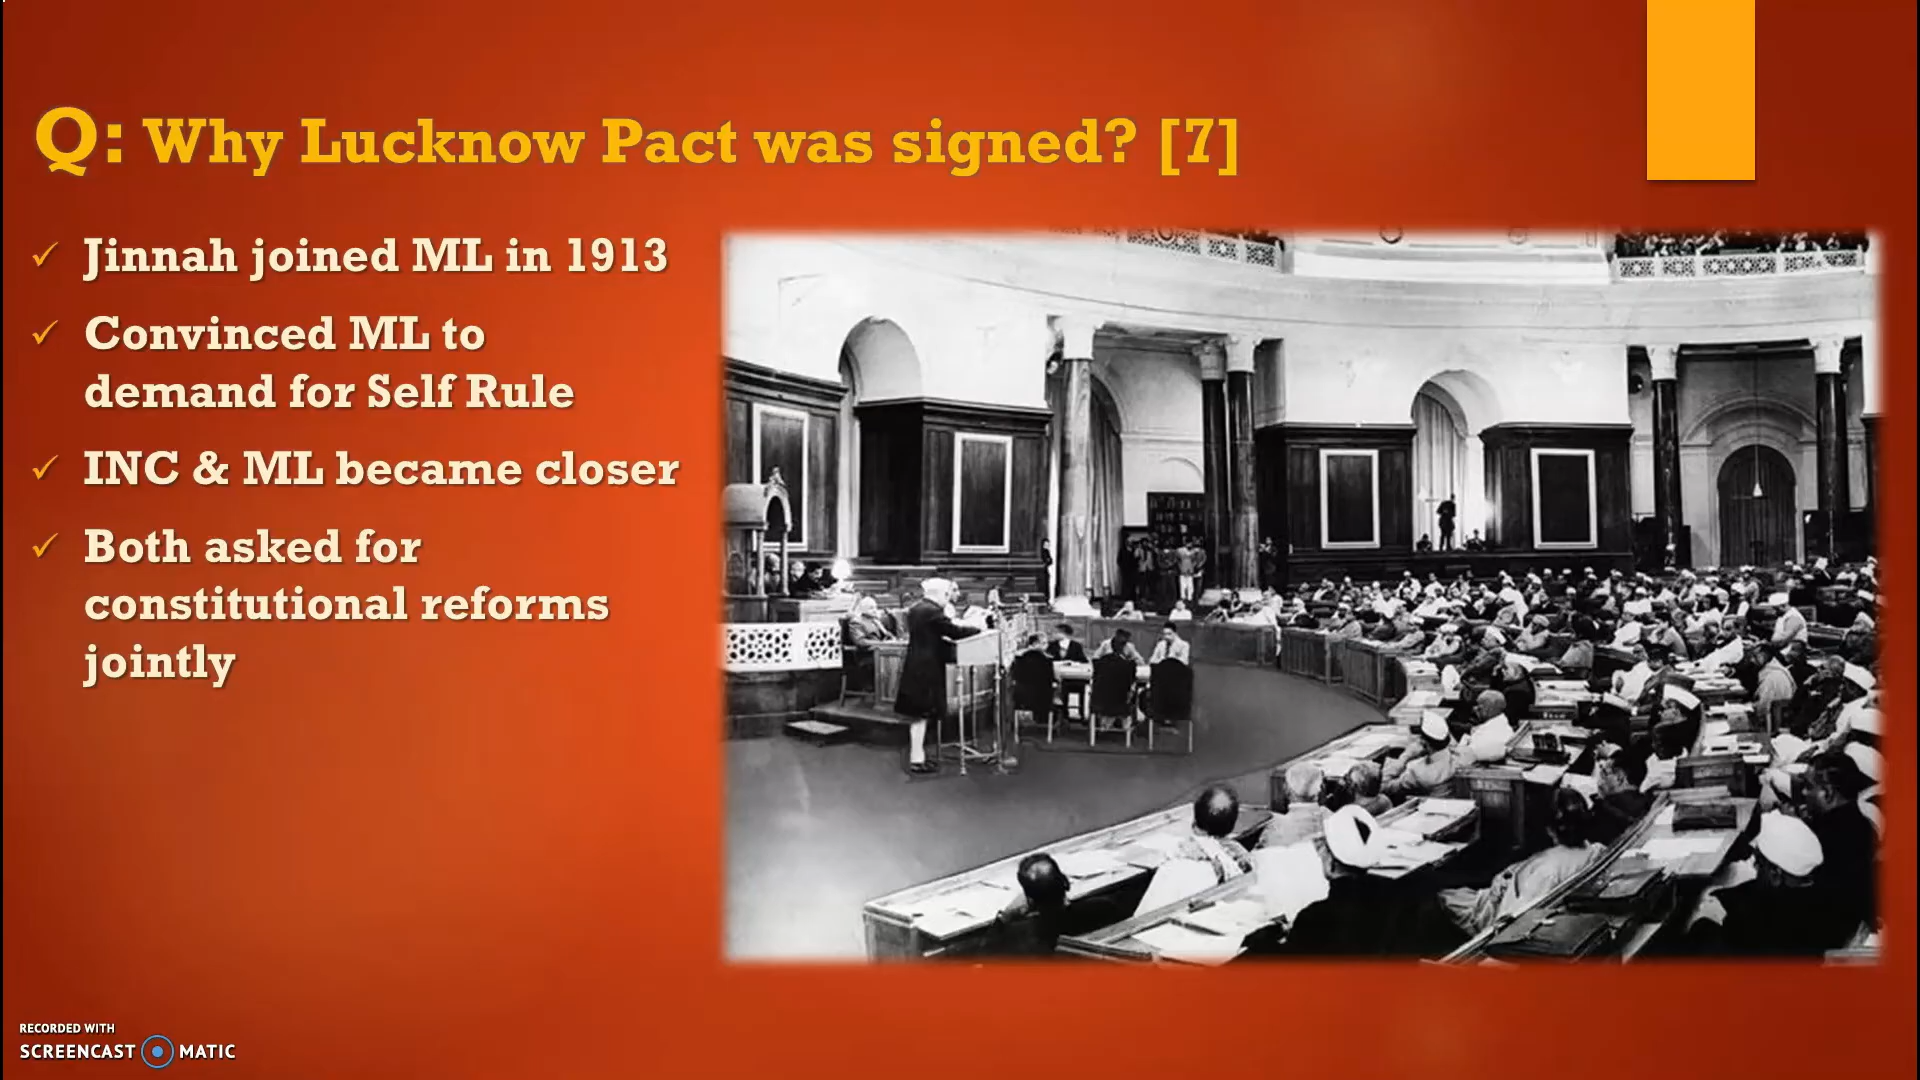 Q: Why Lucknow Pact was signed? [7]
✓ Jinnah joined ML in 1913
✓ Convinced ML to
demand for Self Rule
✓ INC & ML became closer
✓ Both asked for
constitutional reforms
jointly
RECORDED WITH
SCREENCAST MATIC